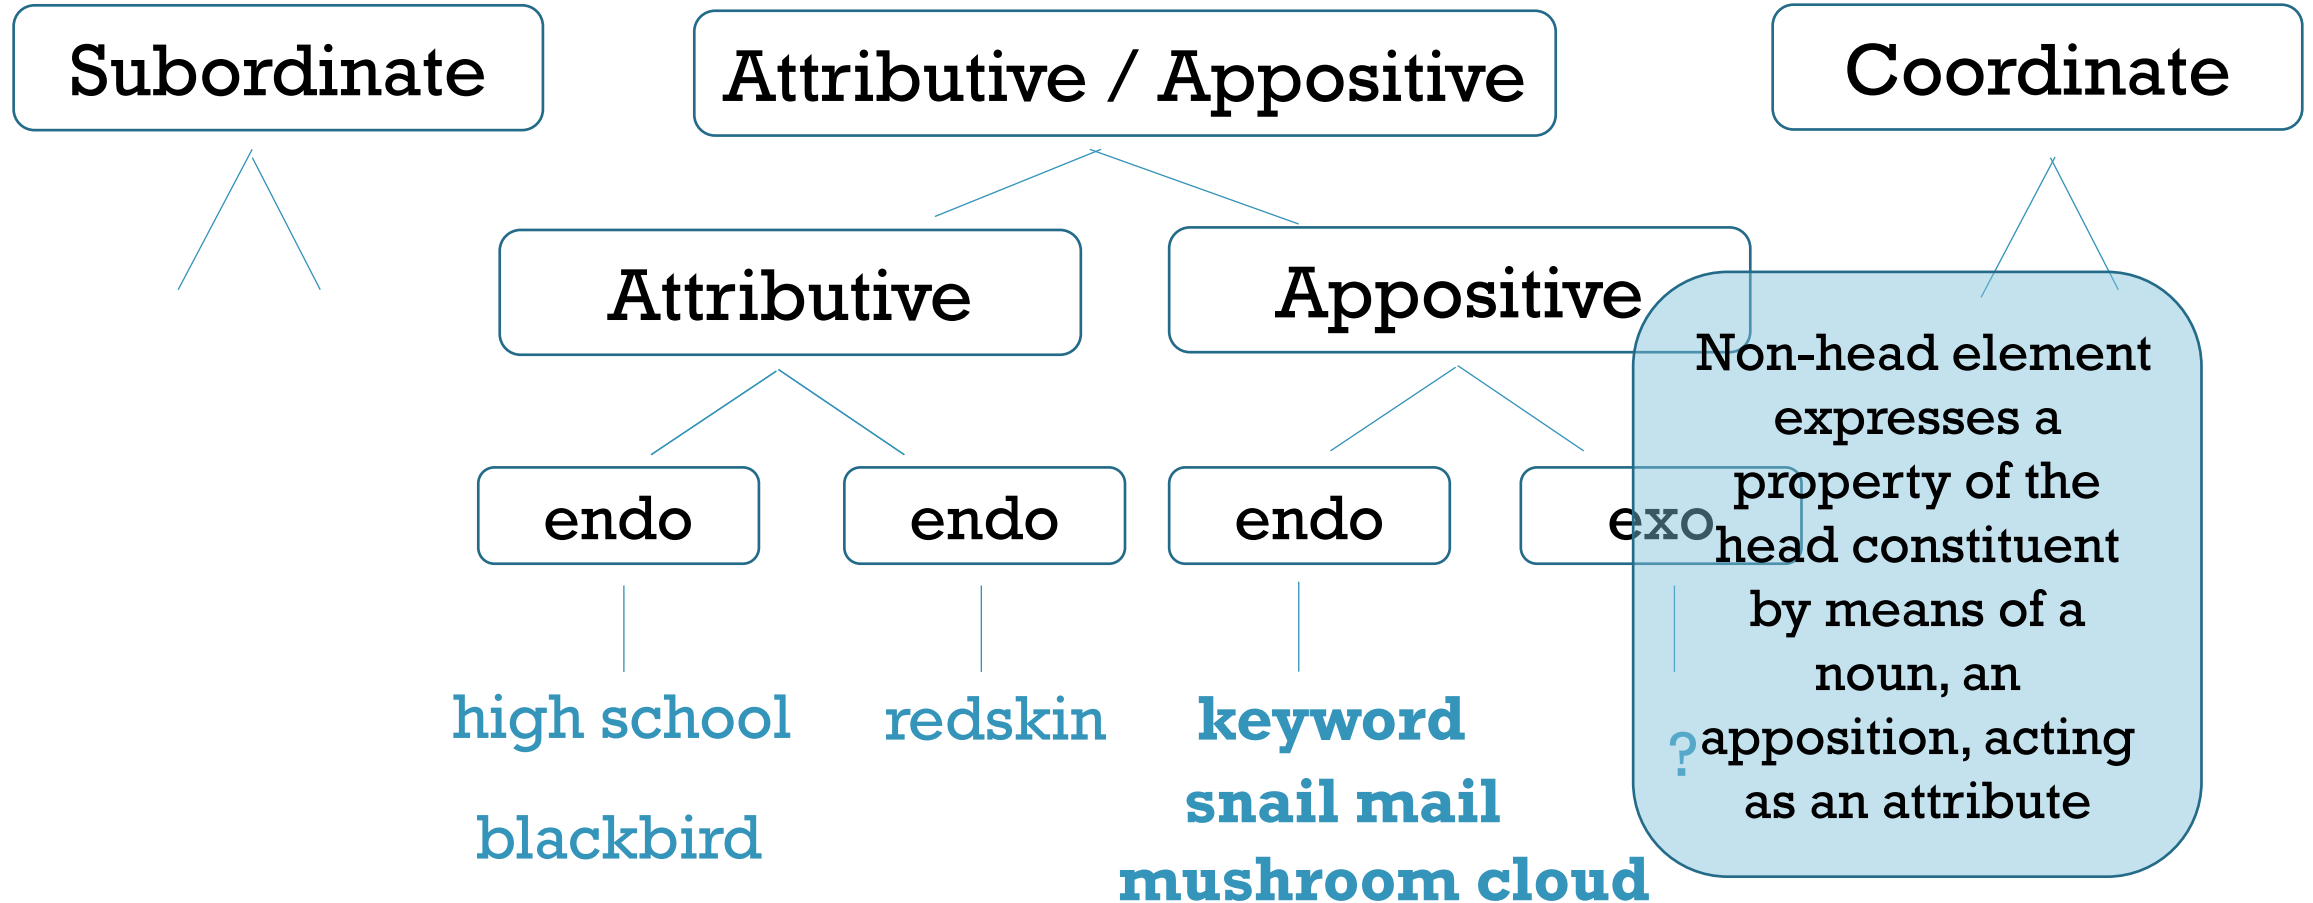 Subordinate
Attributive / Appositive
Coordinate
Attributive
Appositive
endo
endo
endo
exo
high school
blackbird
redskin
keyword
snail mail
mushroom cloud
?
Non-head element
expresses a
property of the
head constituent
by means of a
noun, an
apposition, acting
as an attribute